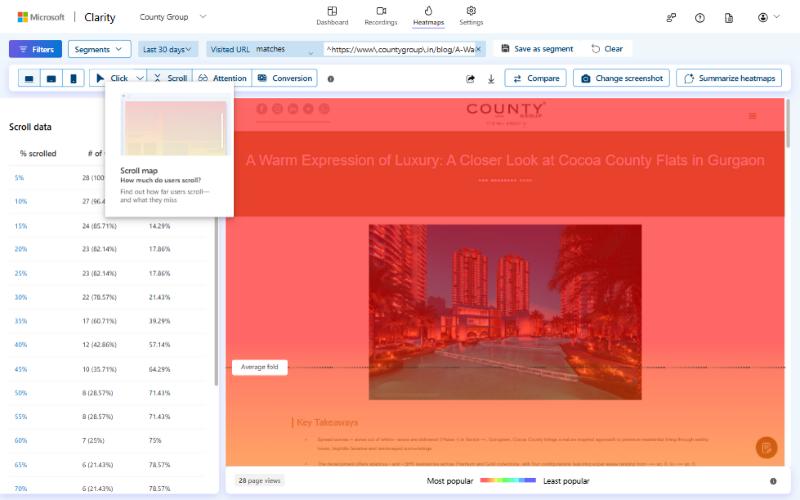 Microsoft Clarity County Group
Dashboard Recordings Heatmaps Settings
Filters Segments Last 30 days Visited URL matches ^https://www\.countygroup\.in/blog/A-Wa Save as segment Clear
Click Scroll Attention Conversion Compare Change screenshot Summarize heatmaps
Scroll data
% scrolled # of
5% 28 (100
10% 27 (96.4
15% 24 (85.71%) 14.29%
20% 23 (82.14%) 17.86%
25% 23 (82.14%) 17.86%
30% 22 (78.57%) 21.43%
35% 17 (60.71%) 39.29%
40% 12 (42.86%) 57.14%
45% 10 (35.71%) 64.29%
50% 8 (28.57%) 71.43%
55% 8 (28.57%) 71.43%
60% 7 (25%) 75%
65% 6 (21.43%) 78.57%
70% 6 (21.43%) 78.57%
Scroll map
How much do users scroll?
Find out how far users scroll—
and what they miss
COUNTY
GROUP
A Warm Expression of Luxury: A Closer Look at Cocoa County Flats in Gurgaon
Average fold
Key Takeaways
28 page views Most popular Least popular